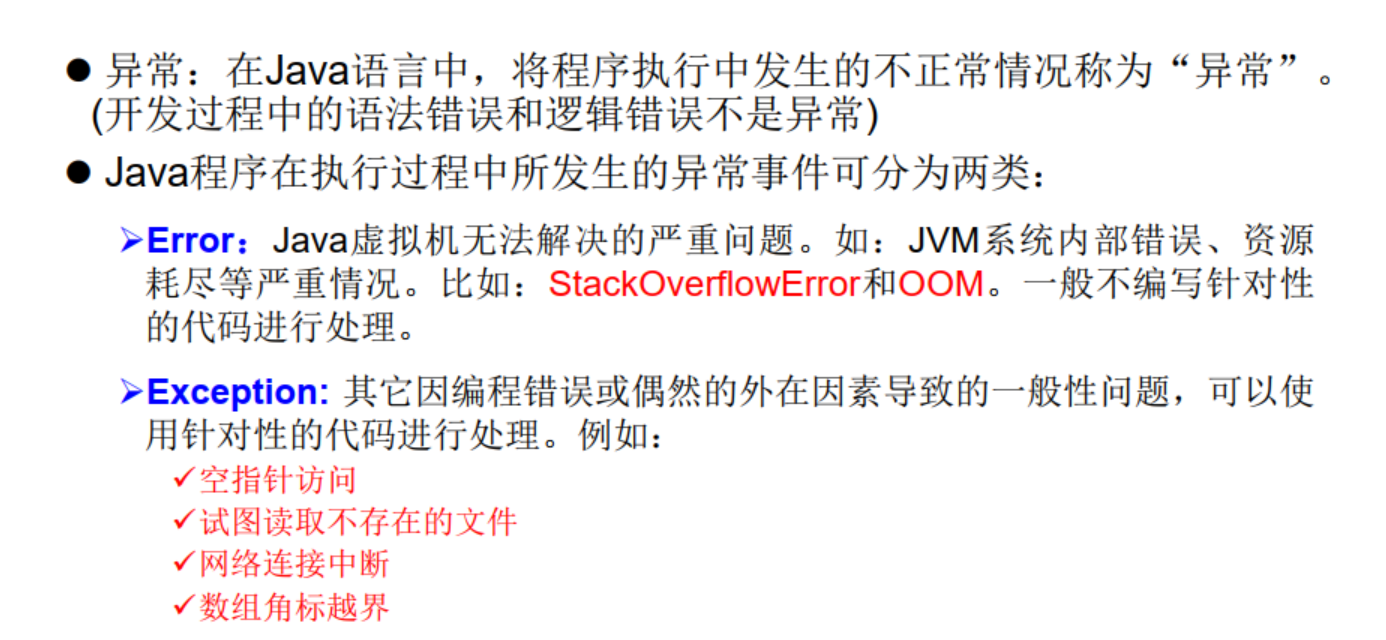 ● 异常：在Java语言中，将程序执行中发生的不正常情况称为“异常”。
(开发过程中的语法错误和逻辑错误不是异常)
● Java程序在执行过程中所发生的异常事件可分为两类：
➢Error：Java虚拟机无法解决的严重问题。如：JVM系统内部错误、资源
耗尽等严重情况。比如：StackOverflowError和OOM。一般不编写针对性
的代码进行处理。
➢Exception: 其它因编程错误或偶然的外在因素导致的一般性问题，可以使
用针对性的代码进行处理。例如：
✓空指针访问
✓试图读取不存在的文件
✓网络连接中断
✓数组角标越界